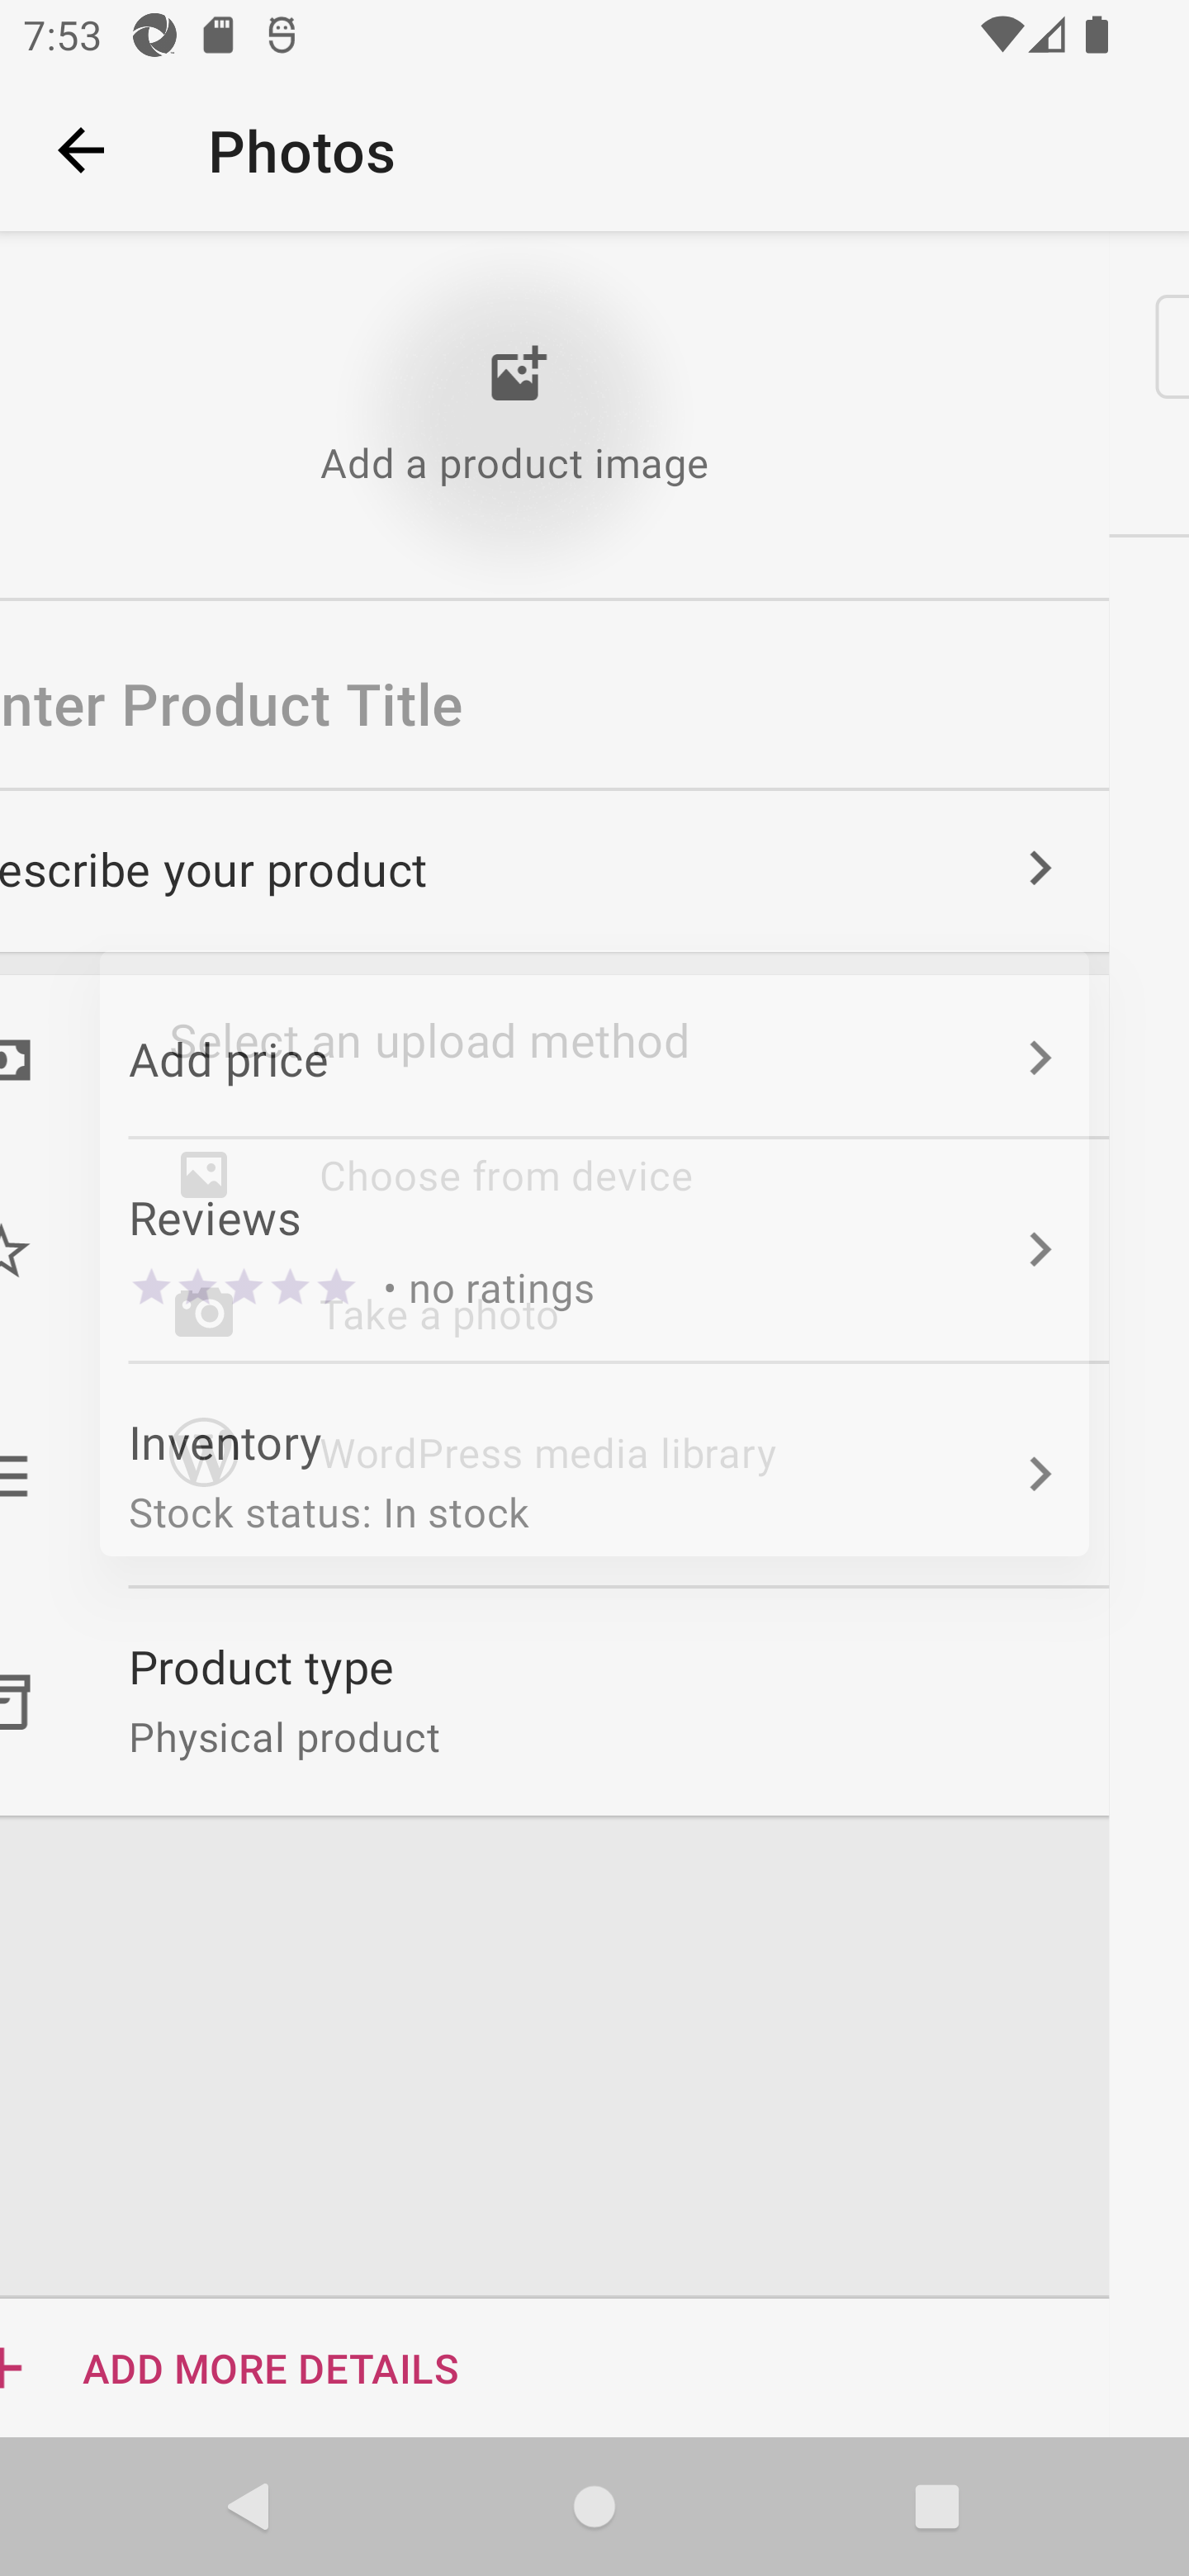 7:53
Photos
Add a product image
nter Product Title
escribe your product
Select an upload method
Add price
Choose from device
Reviews
• no ratings
Take a photo
Inventory
WordPress media library
Stock status: In stock
Product type
Physical product
ADD MORE DETAILS